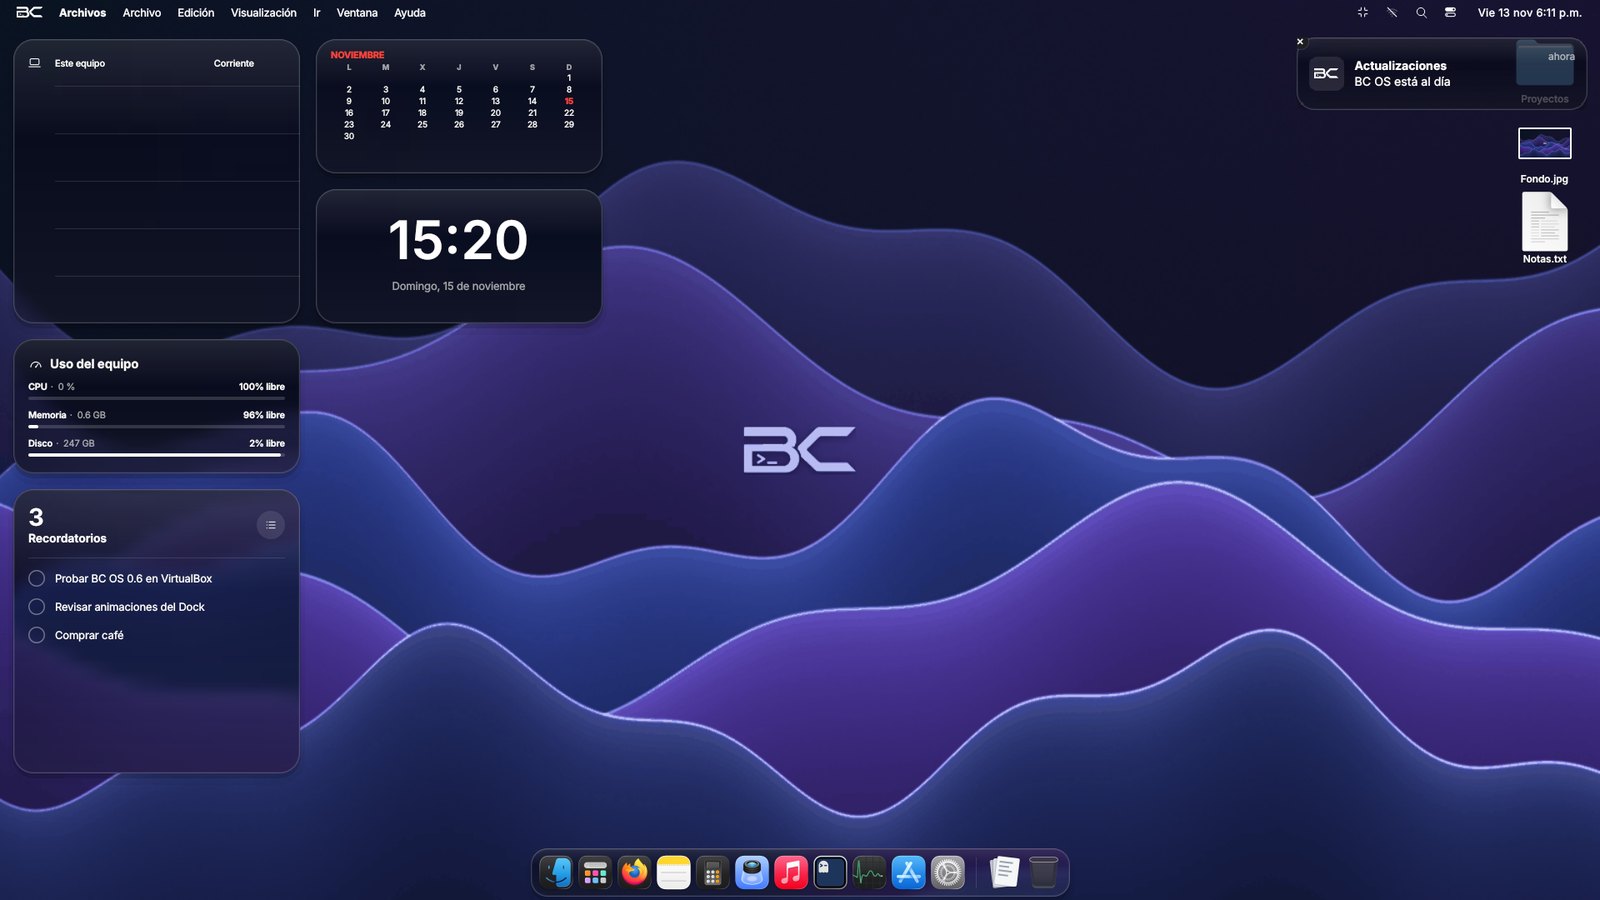 BC Archivos Archivo Edición Visualización Ir Ventana Ayuda
Vie 13 nov 6:11 p.m.
Este equipo Corriente
NOVIEMBRE
L M X J V S D
1
2 3 4 5 6 7 8
9 10 11 12 13 14 15
16 17 18 19 20 21 22
23 24 25 26 27 28 29
30
15:20
Domingo, 15 de noviembre
Uso del equipo
CPU · 0 % 100% libre
Memoria · 0.6 GB 96% libre
Disco · 247 GB 2% libre
3
Recordatorios
Probar BC OS 0.6 en VirtualBox
Revisar animaciones del Dock
Comprar café
BC
>_
BC
Actualizaciones
ahora
BC OS está al día
Proyectos
Fondo.jpg
Notas.txt